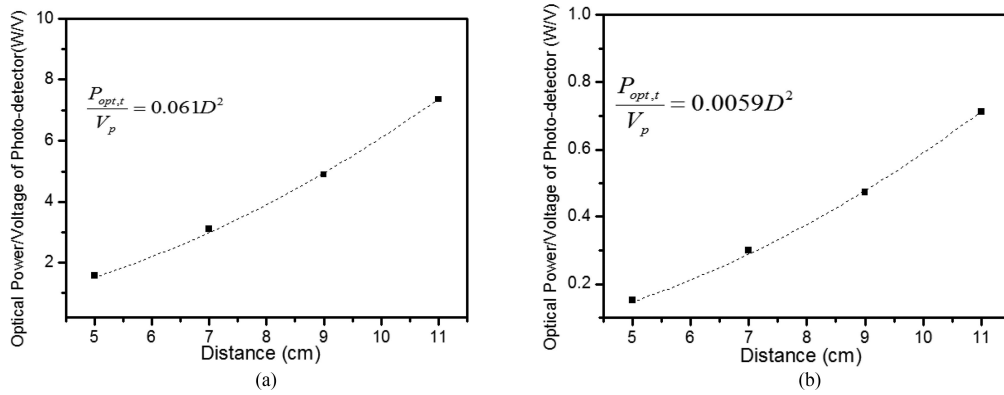 Optical Power/Voltage of Photo-detector(W/V)
10
8
6
4
2
P_{opt,t}/V_p = 0.061D^2
5 6 7 8 9 10 11
Distance (cm)
(a)
Optical Power/Voltage of Photo-detector (W/V)
1.0
0.8
0.6
0.4
0.2
P_{opt,t}/V_p = 0.0059D^2
5 6 7 8 9 10 11
Distance (cm)
(b)